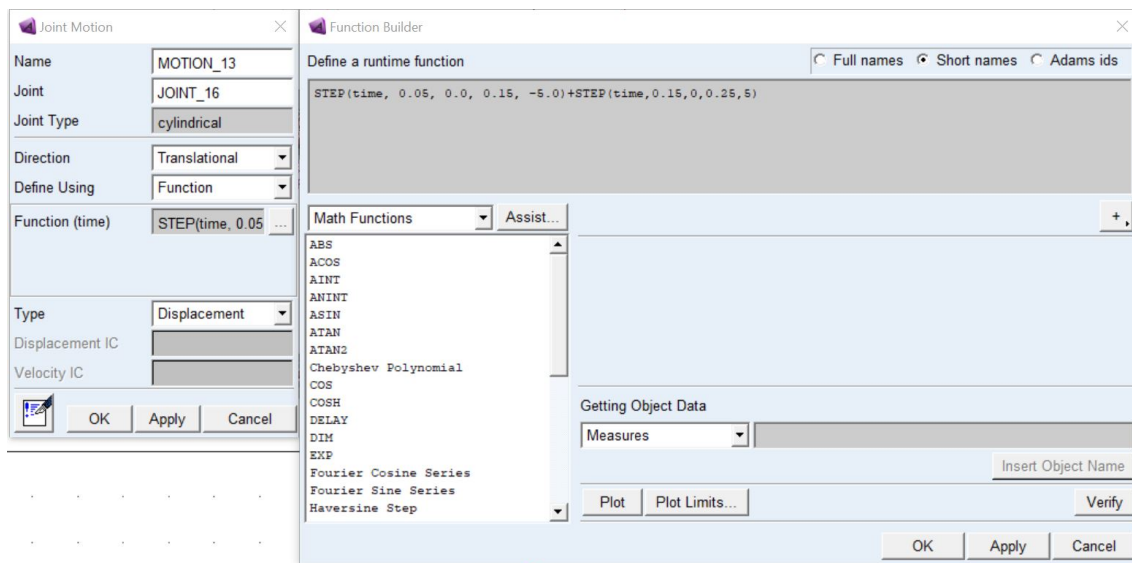 Joint Motion
Name MOTION_13
Joint JOINT_16
Joint Type cylindrical
Direction Translational
Define Using Function
Function (time) STEP(time, 0.05 ...
Type Displacement
Displacement IC
Velocity IC
OK Apply Cancel
Function Builder
Define a runtime function Full names Short names Adams ids
STEP(time, 0.05, 0.0, 0.15, -5.0)+STEP(time,0.15,0,0.25,5)
Math Functions Assist... +
ABS
ACOS
AINT
ANINT
ASIN
ATAN
ATAN2
Chebyshev Polynomial
COS
COSH
DELAY
DIM
EXP
Fourier Cosine Series
Fourier Sine Series
Haversine Step
Getting Object Data
Measures
Insert Object Name
Plot Plot Limits... Verify
OK Apply Cancel